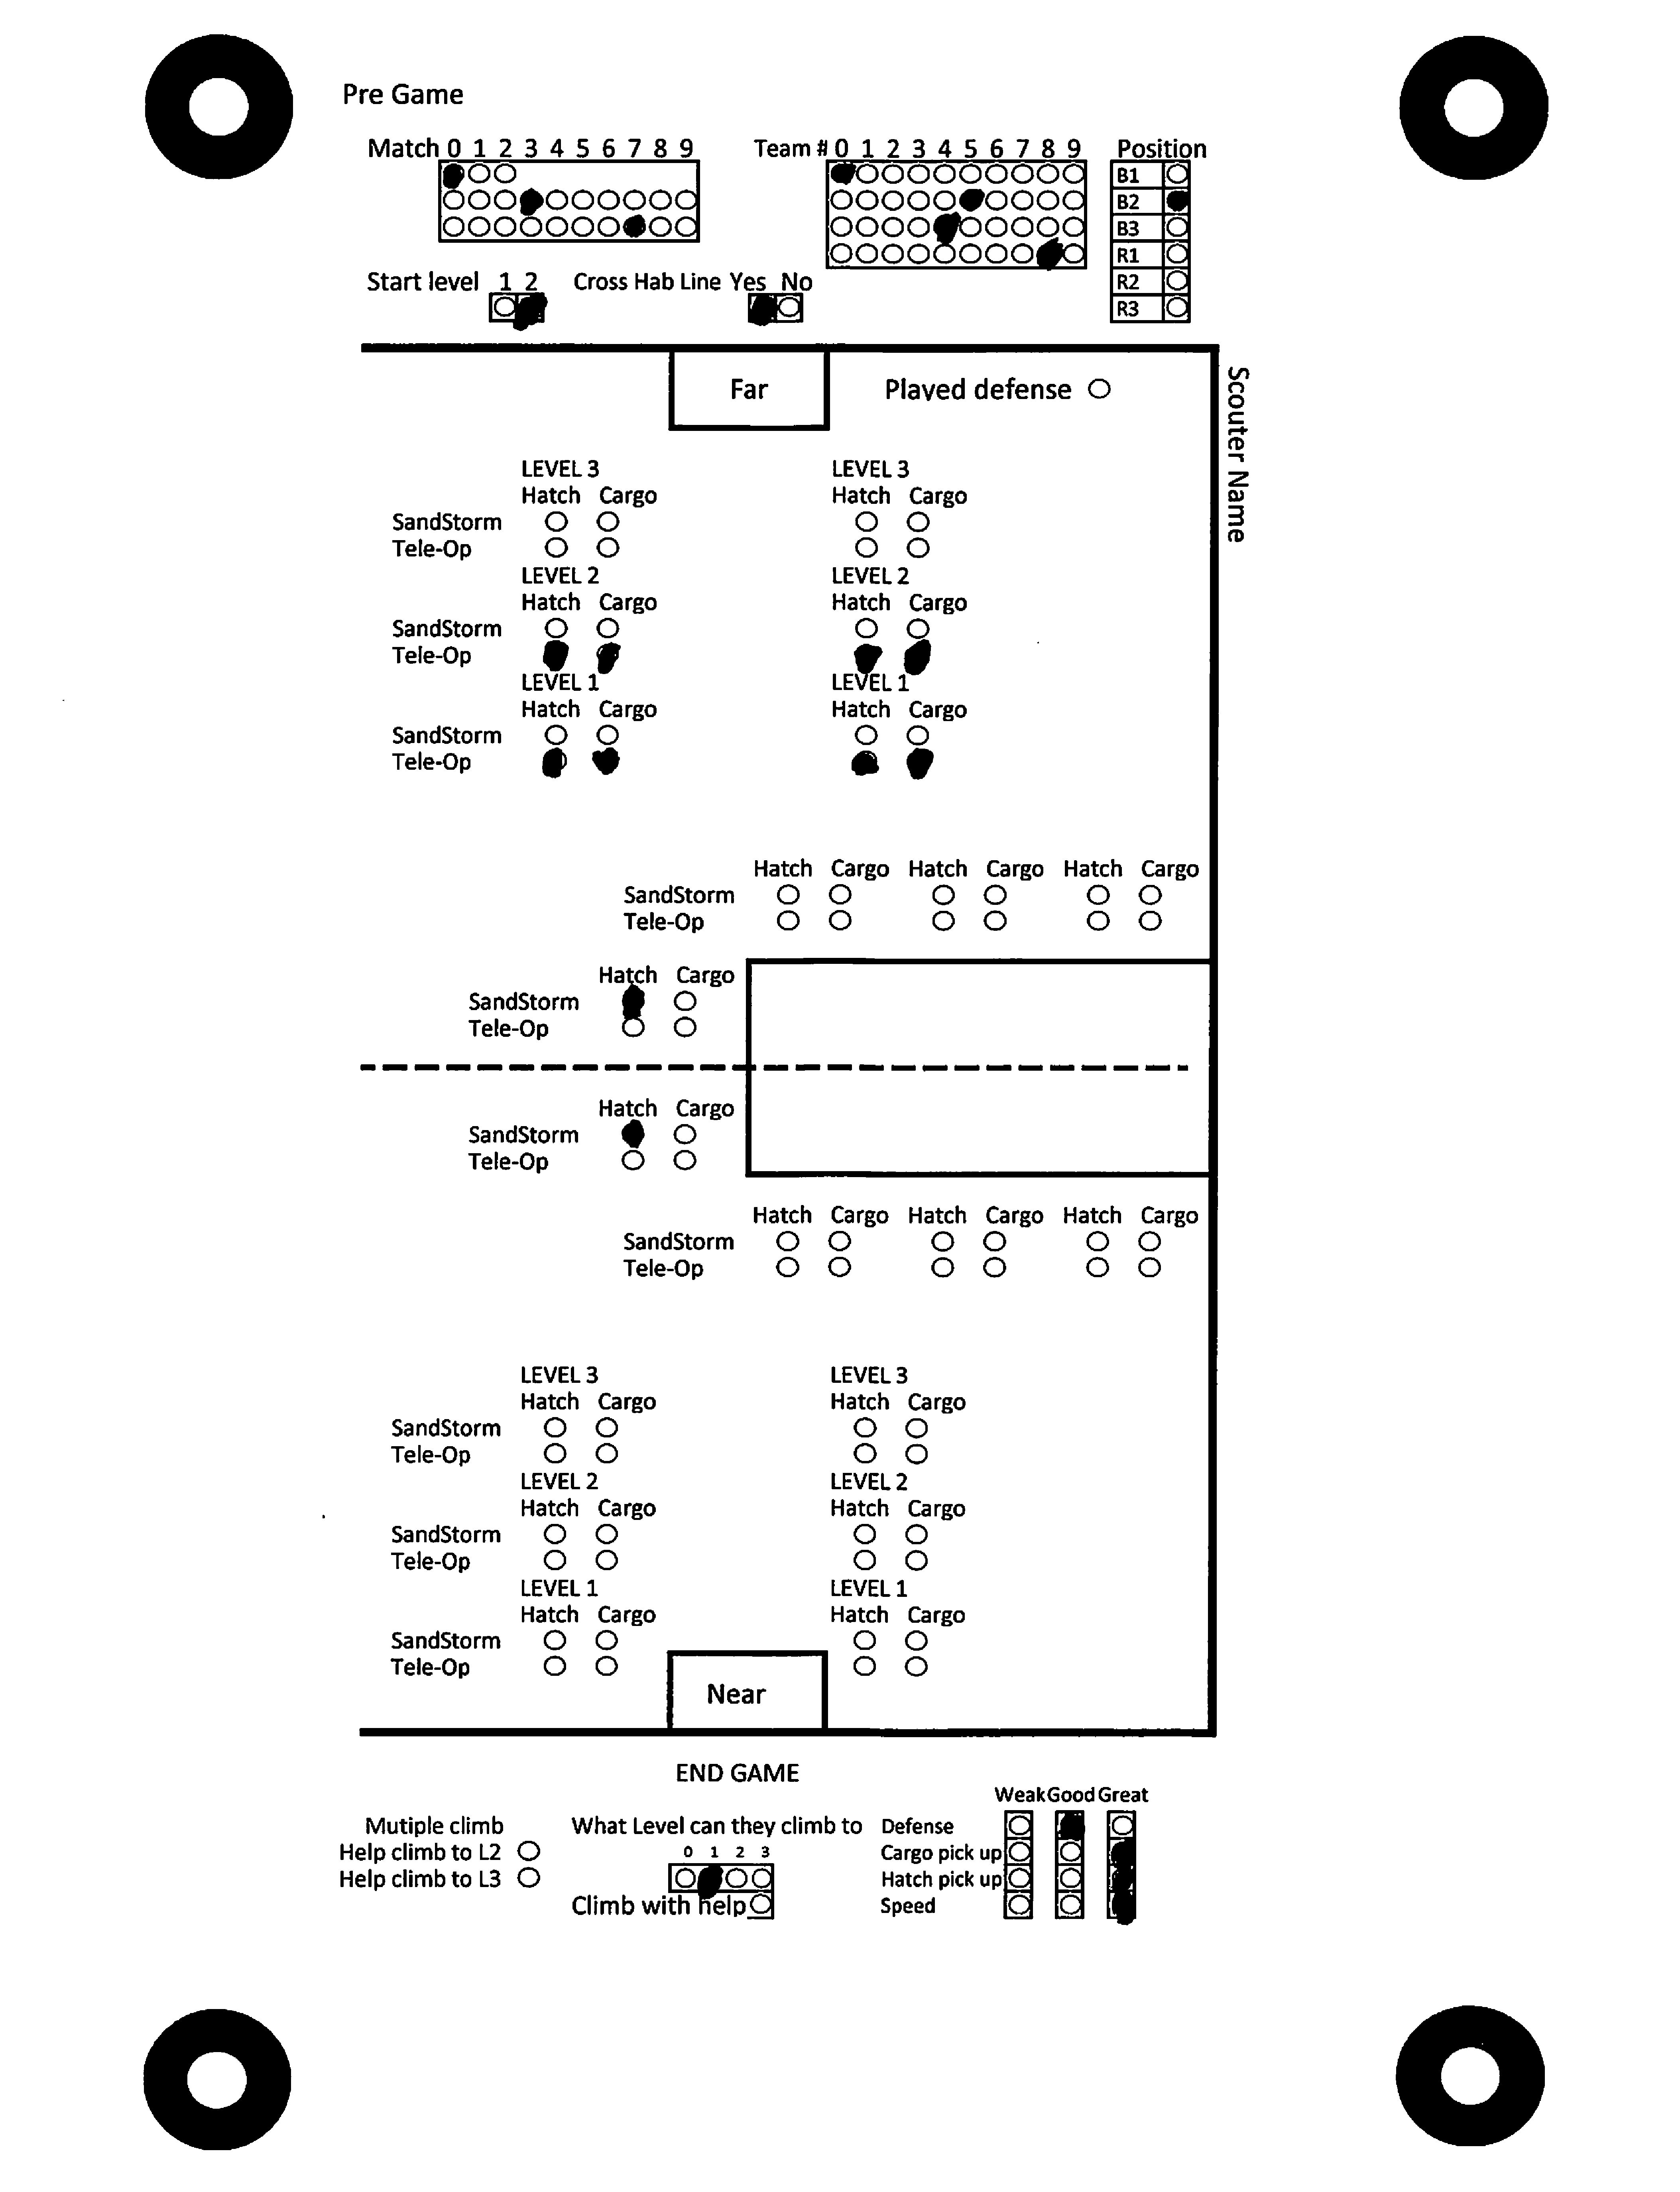 Pre Game
Match 0 1 2 3 4 5 6 7 8 9
Team # 0 1 2 3 4 5 6 7 8 9
Position
B1
B2
B3
R1
R2
R3
Start level 1 2
Cross Hab Line Yes No
Far
Played defense
Scouter Name
LEVEL 3 LEVEL 3
Hatch Cargo Hatch Cargo
SandStorm
Tele-Op
LEVEL 2 LEVEL 2
Hatch Cargo Hatch Cargo
SandStorm
Tele-Op
LEVEL 1 LEVEL 1
Hatch Cargo Hatch Cargo
SandStorm
Tele-Op
Hatch Cargo Hatch Cargo Hatch Cargo
SandStorm
Tele-Op
Hatch Cargo
SandStorm
Tele-Op
Hatch Cargo
SandStorm
Tele-Op
Hatch Cargo Hatch Cargo Hatch Cargo
SandStorm
Tele-Op
LEVEL 3 LEVEL 3
Hatch Cargo Hatch Cargo
SandStorm
Tele-Op
LEVEL 2 LEVEL 2
Hatch Cargo Hatch Cargo
SandStorm
Tele-Op
LEVEL 1 LEVEL 1
Hatch Cargo Hatch Cargo
SandStorm
Tele-Op
Near
END GAME
Mutiple climb
Help climb to L2
Help climb to L3
What Level can they climb to
0 1 2 3
Climb with help
Weak Good Great
Defense
Cargo pick up
Hatch pick up
Speed